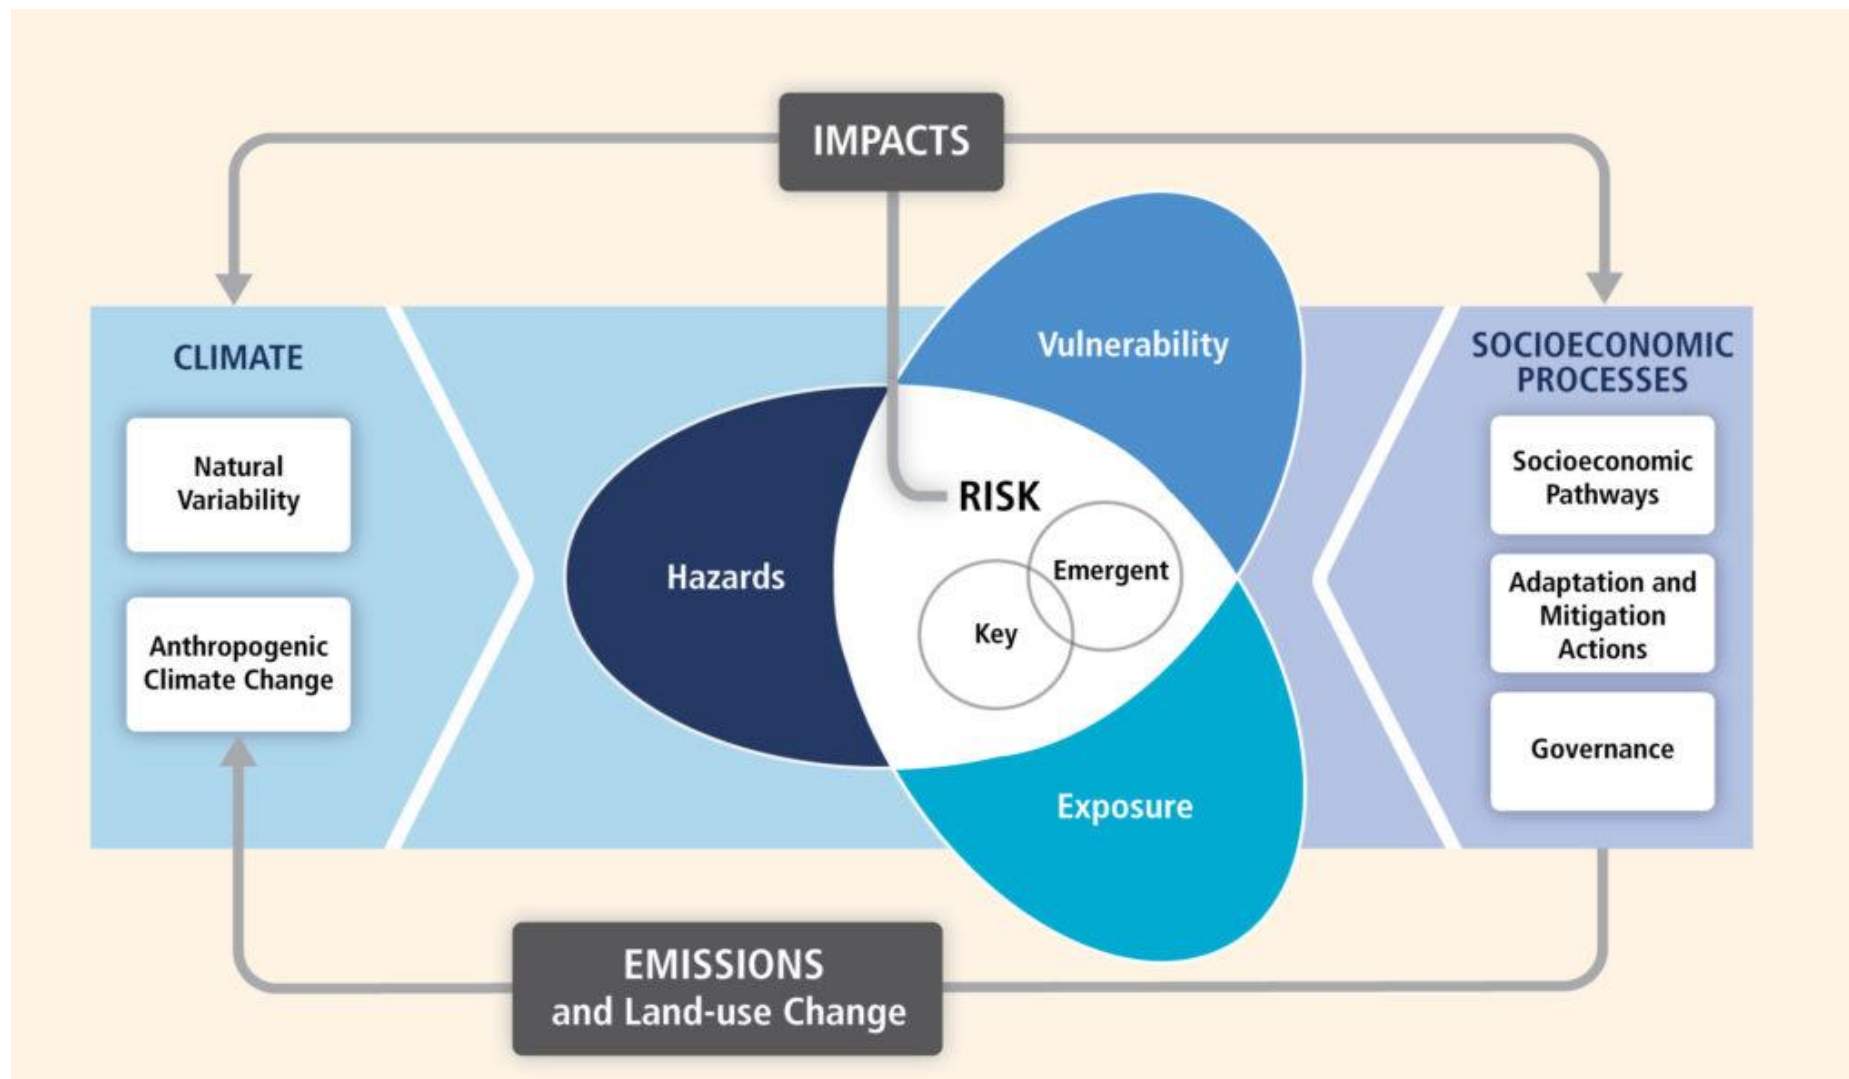 IMPACTS
CLIMATE
Natural
Variability
Anthropogenic
Climate Change
Vulnerability
Hazards
RISK
Emergent
Key
Exposure
SOCIOECONOMIC
PROCESSES
Socioeconomic
Pathways
Adaptation and
Mitigation
Actions
Governance
EMISSIONS
and Land-use Change